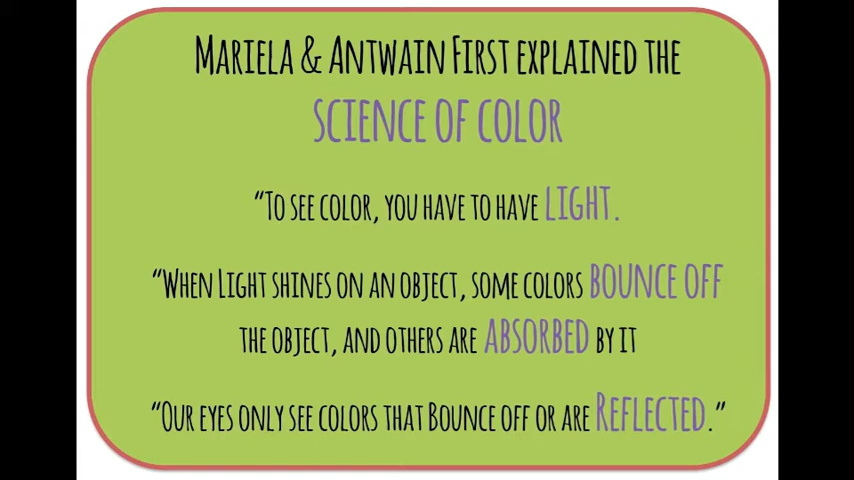 Mariela & Antwain First explained the
Science of Color
“To see color, you have to have Light.
“When Light shines on an object, some colors Bounce off
the object, and others are absorbed by it
“Our eyes only see colors that Bounce off or are Reflected.”